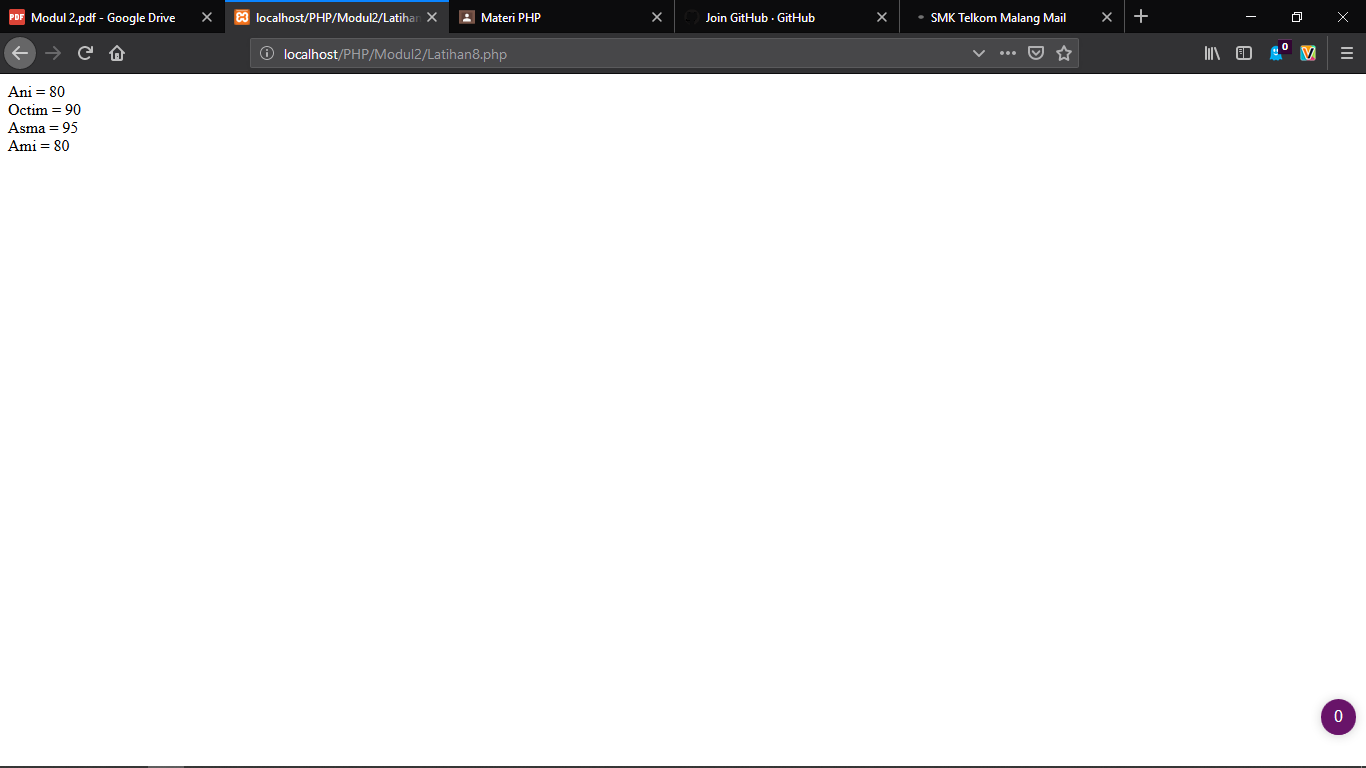 PDF Modul 2.pdf - Google Drive
localhost/PHP/Modul2/Latihan
Materi PHP
Join GitHub · GitHub
SMK Telkom Malang Mail
localhost/PHP/Modul2/Latihan8.php
0
Ani = 80
Octim = 90
Asma = 95
Ami = 80
0